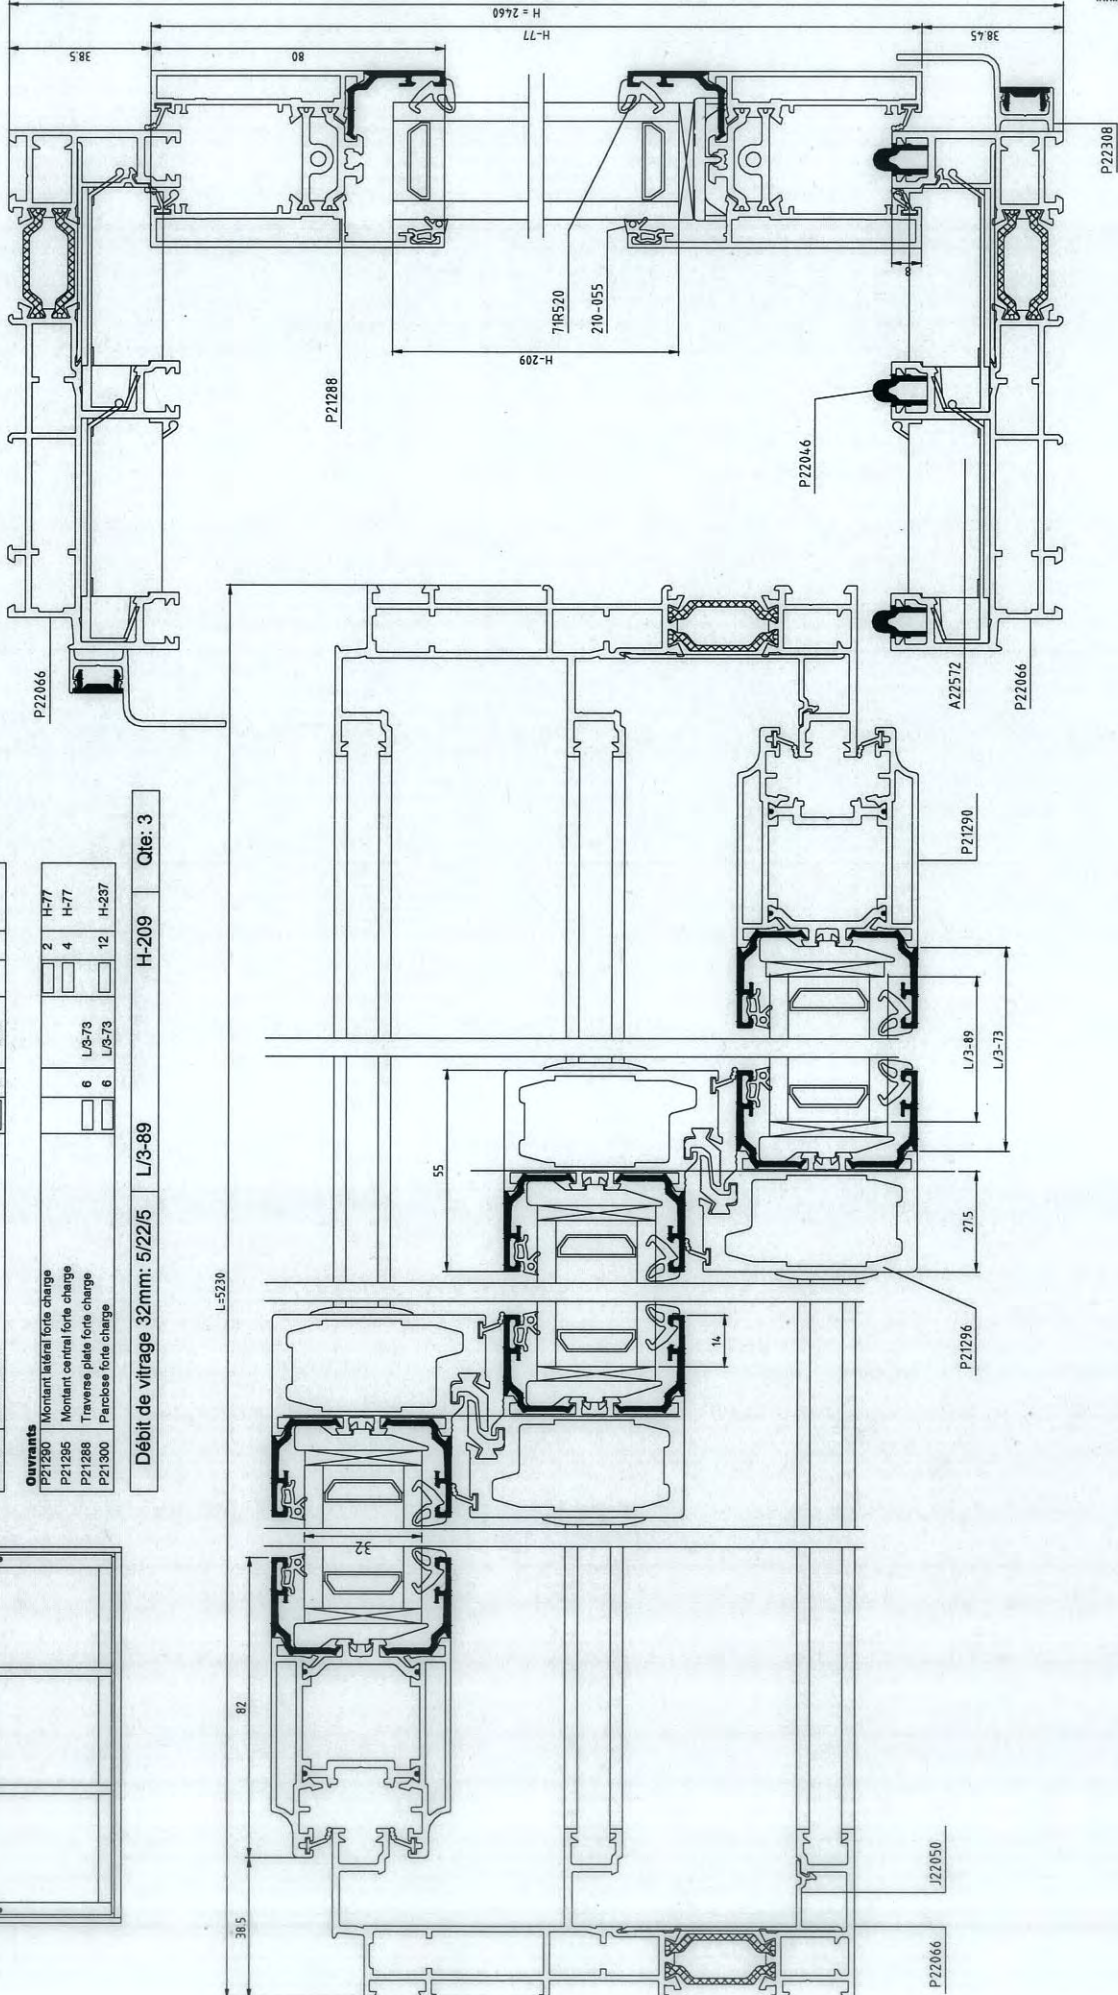 Ouvrants
P21290 Montant latéral forte charge 2 H-77
P21295 Montant central forte charge 4 H-77
P21288 Traverse plate forte charge 6 L/3-73
P21300 Parclose forte charge 6 L/3-73 12 H-237
Débit de vitrage 32mm: 5/22/5 L/3-89 H-209 Qte: 3
H = 2460
H-77
38.5
80
38.45
P22066
P21288
H-209
71R520
210-055
8
P22308
P22046
A22572
P22066
L=5230
38.5
82
32
14
55
27.5
L/3-89
L/3-73
P21290
P21296
J22050
P22066